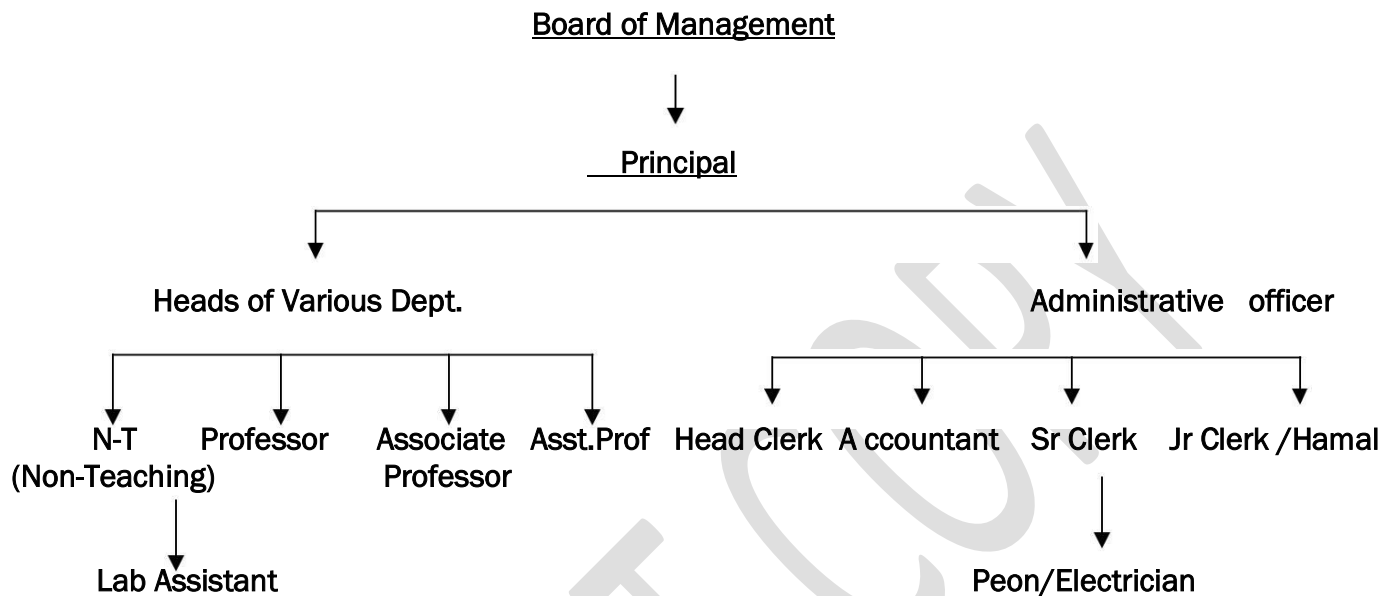 Board of Management
Principal
Heads of Various Dept. Administrative officer
N-T Professor Associate Asst.Prof Head Clerk A ccountant Sr Clerk Jr Clerk /Hamal
(Non-Teaching) Professor
Lab Assistant Peon/Electrician